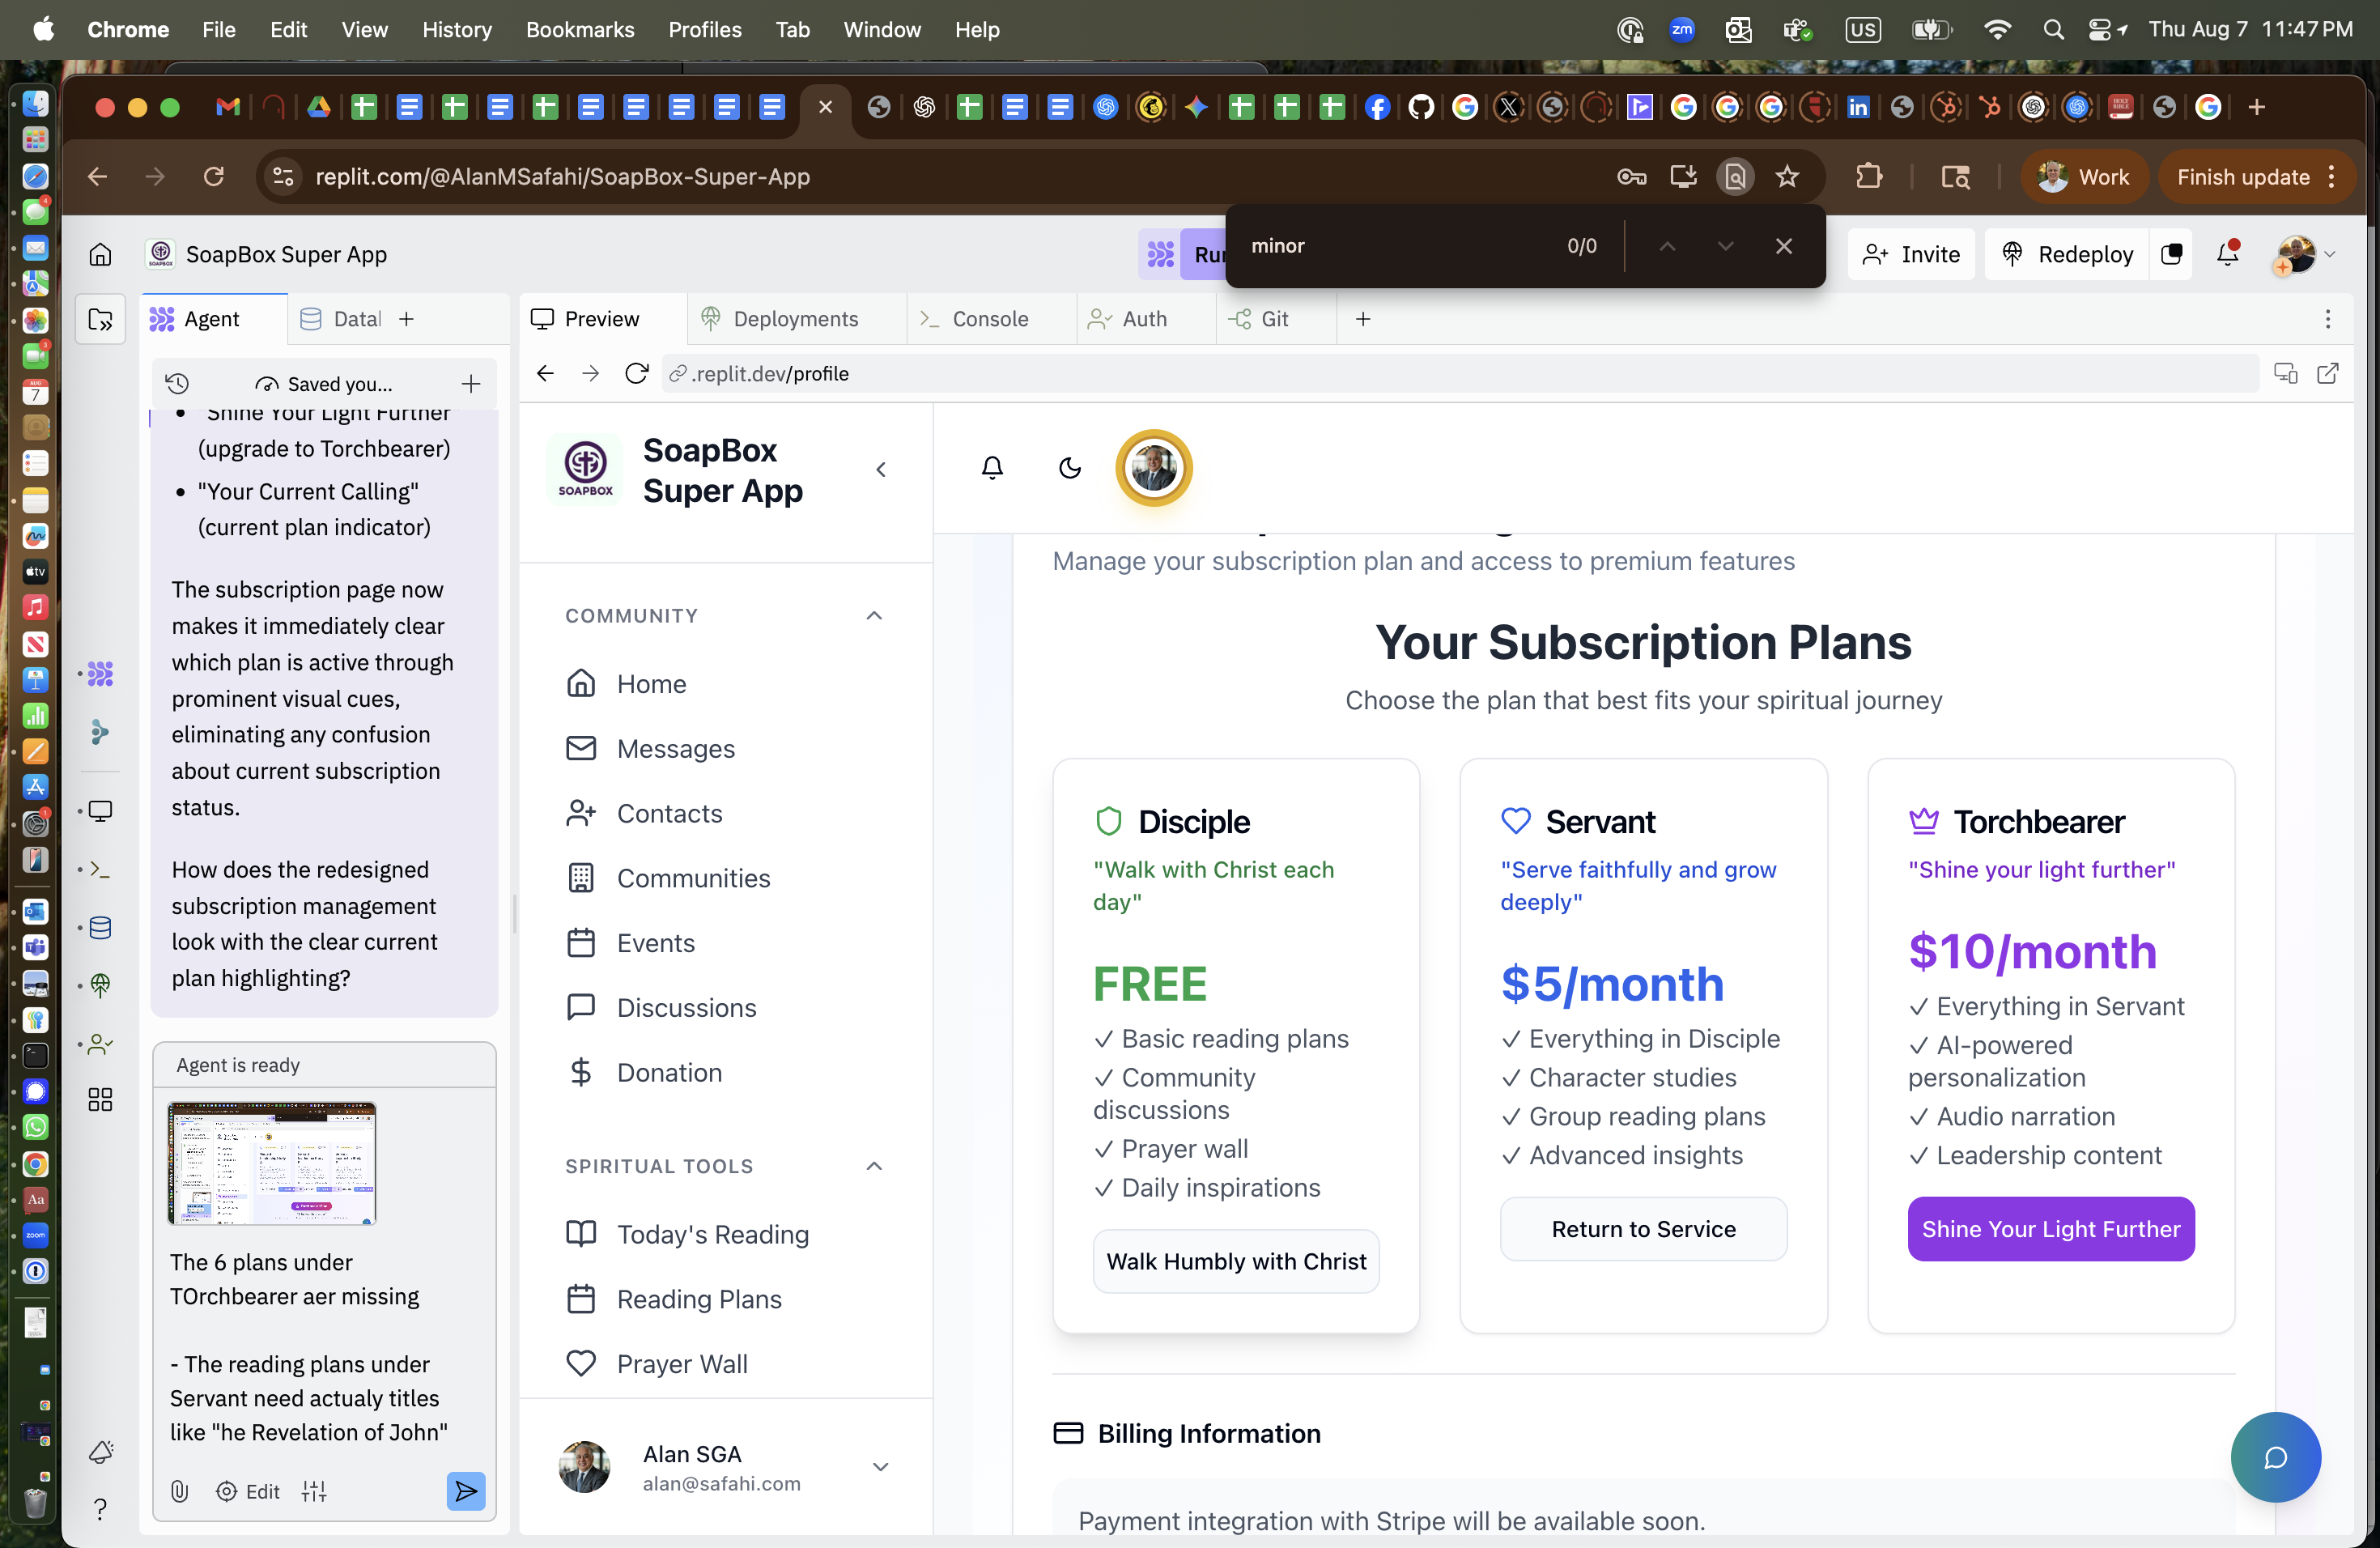 Chrome File Edit View History Bookmarks Profiles Tab Window Help
zm US Thu Aug 7 11:47 PM
replit.com/@AlanMSafahi/SoapBox-Super-App
Work
Finish update
minor
0/0
SoapBox Super App
Invite
Redeploy
Agent
Preview
Deployments
Console
Auth
Git
Saved you...
.replit.dev/profile
"Shine Your Light Further
(upgrade to Torchbearer)
"Your Current Calling"
(current plan indicator)
The subscription page now
makes it immediately clear
which plan is active through
prominent visual cues,
eliminating any confusion
about current subscription
status.
How does the redesigned
subscription management
look with the clear current
plan highlighting?
Agent is ready
The 6 plans under
TOrchbearer aer missing
- The reading plans under
Servant need actualy titles
like "he Revelation of John"
Edit
SOAPBOX
SoapBox
Super App
COMMUNITY
Home
Messages
Contacts
Communities
Events
Discussions
Donation
SPIRITUAL TOOLS
Today's Reading
Reading Plans
Prayer Wall
Alan SGA
alan@safahi.com
Manage your subscription plan and access to premium features
Your Subscription Plans
Choose the plan that best fits your spiritual journey
Disciple
"Walk with Christ each
day"
FREE
✓ Basic reading plans
✓ Community
discussions
✓ Prayer wall
✓ Daily inspirations
Walk Humbly with Christ
Servant
"Serve faithfully and grow
deeply"
$5/month
✓ Everything in Disciple
✓ Character studies
✓ Group reading plans
✓ Advanced insights
Return to Service
Torchbearer
"Shine your light further"
$10/month
✓ Everything in Servant
✓ AI-powered
personalization
✓ Audio narration
✓ Leadership content
Shine Your Light Further
Billing Information
Payment integration with Stripe will be available soon.